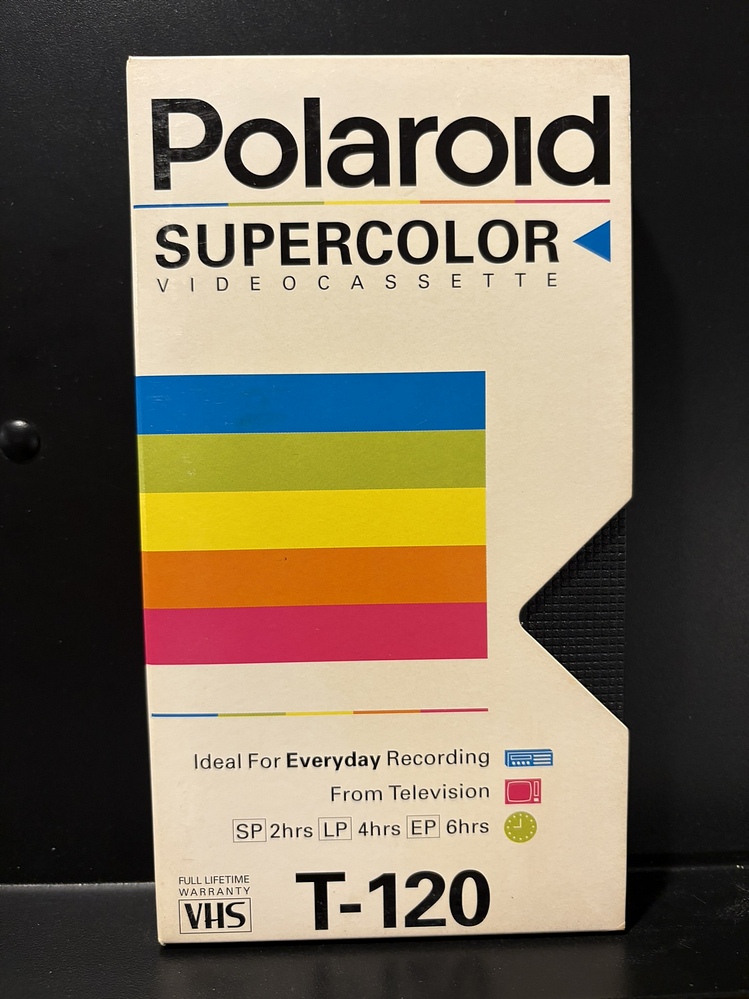 Polaroid
SUPERCOLOR
VIDEOCASSETTE
Ideal For Everyday Recording
From Television
SP 2hrs LP 4hrs EP 6hrs
FULL LIFETIME
WARRANTY
VHS
T-120